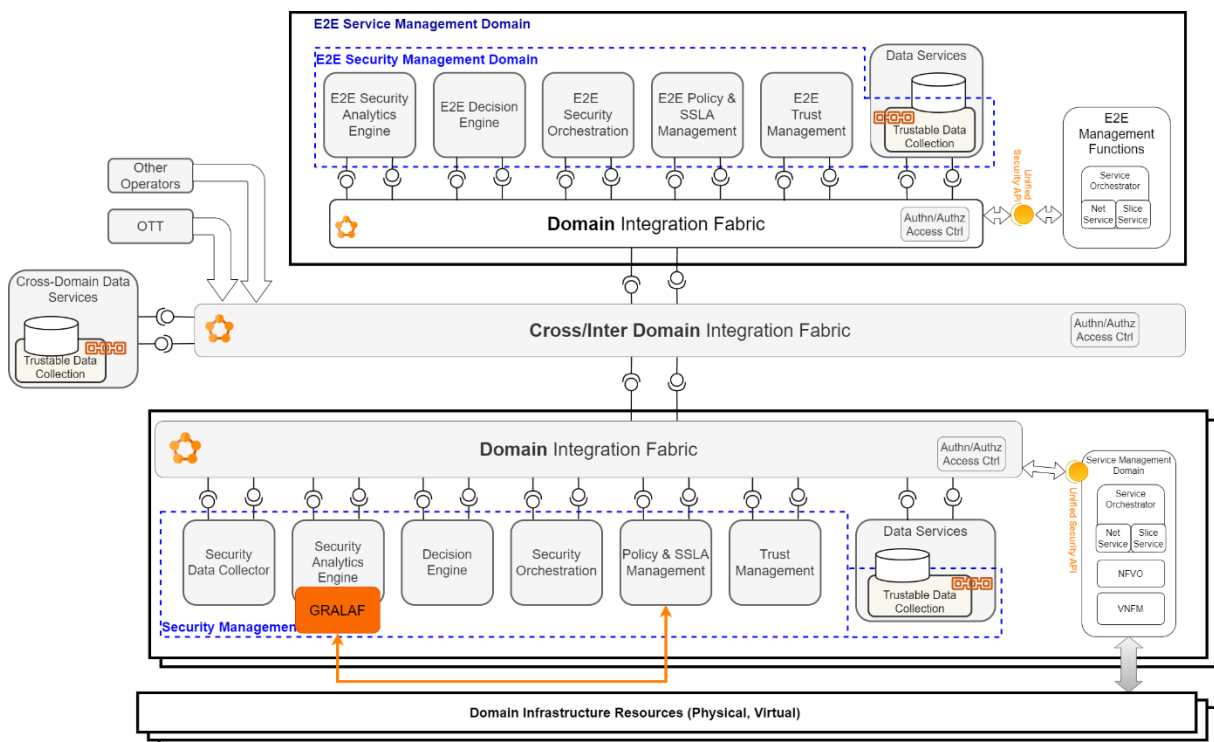 E2E Service Management Domain
E2E Security Management Domain
E2E Security
Analytics
Engine
E2E Decision
Engine
E2E
Security
Orchestration
E2E Policy &
SSLA
Management
E2E
Trust
Management
Data Services
Trustable Data
Collection
Unified
Security API
E2E
Management
Functions
Service
Orchestrator
Net
Service
Slice
Service
Domain Integration Fabric
Authn/Authz
Access Ctrl
Other
Operators
OTT
Cross-Domain Data
Services
Trustable Data
Collection
Cross/Inter Domain Integration Fabric
Authn/Authz
Access Ctrl
Domain Integration Fabric
Authn/Authz
Access Ctrl
Unified Security API
Service Management
Domain
Service
Orchestrator
Net
Service
Slice
Service
NFVO
VNFM
Security
Data Collector
Security
Analytics
Engine
GRALAF
Decision
Engine
Security
Orchestration
Policy & SSLA
Management
Trust
Management
Data Services
Trustable Data
Collection
Security Management
Domain Infrastructure Resources (Physical, Virtual)